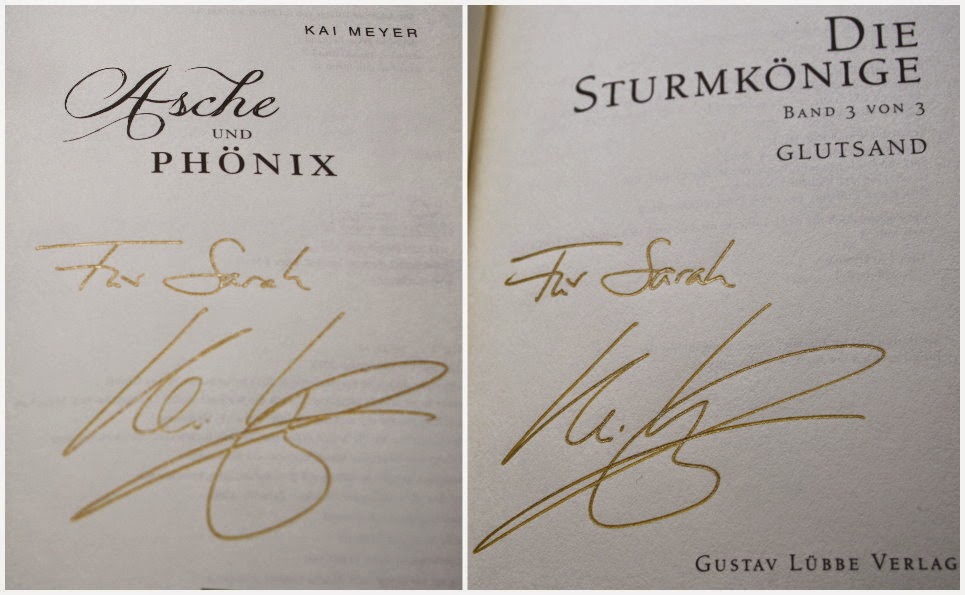 KAI MEYER
Asche
UND
PHÖNIX
Für Sarah
DIE
STURMKÖNIGE
BAND 3 VON 3
GLUTSAND
Für Sarah
GUSTAV LÜBBE VERLAG